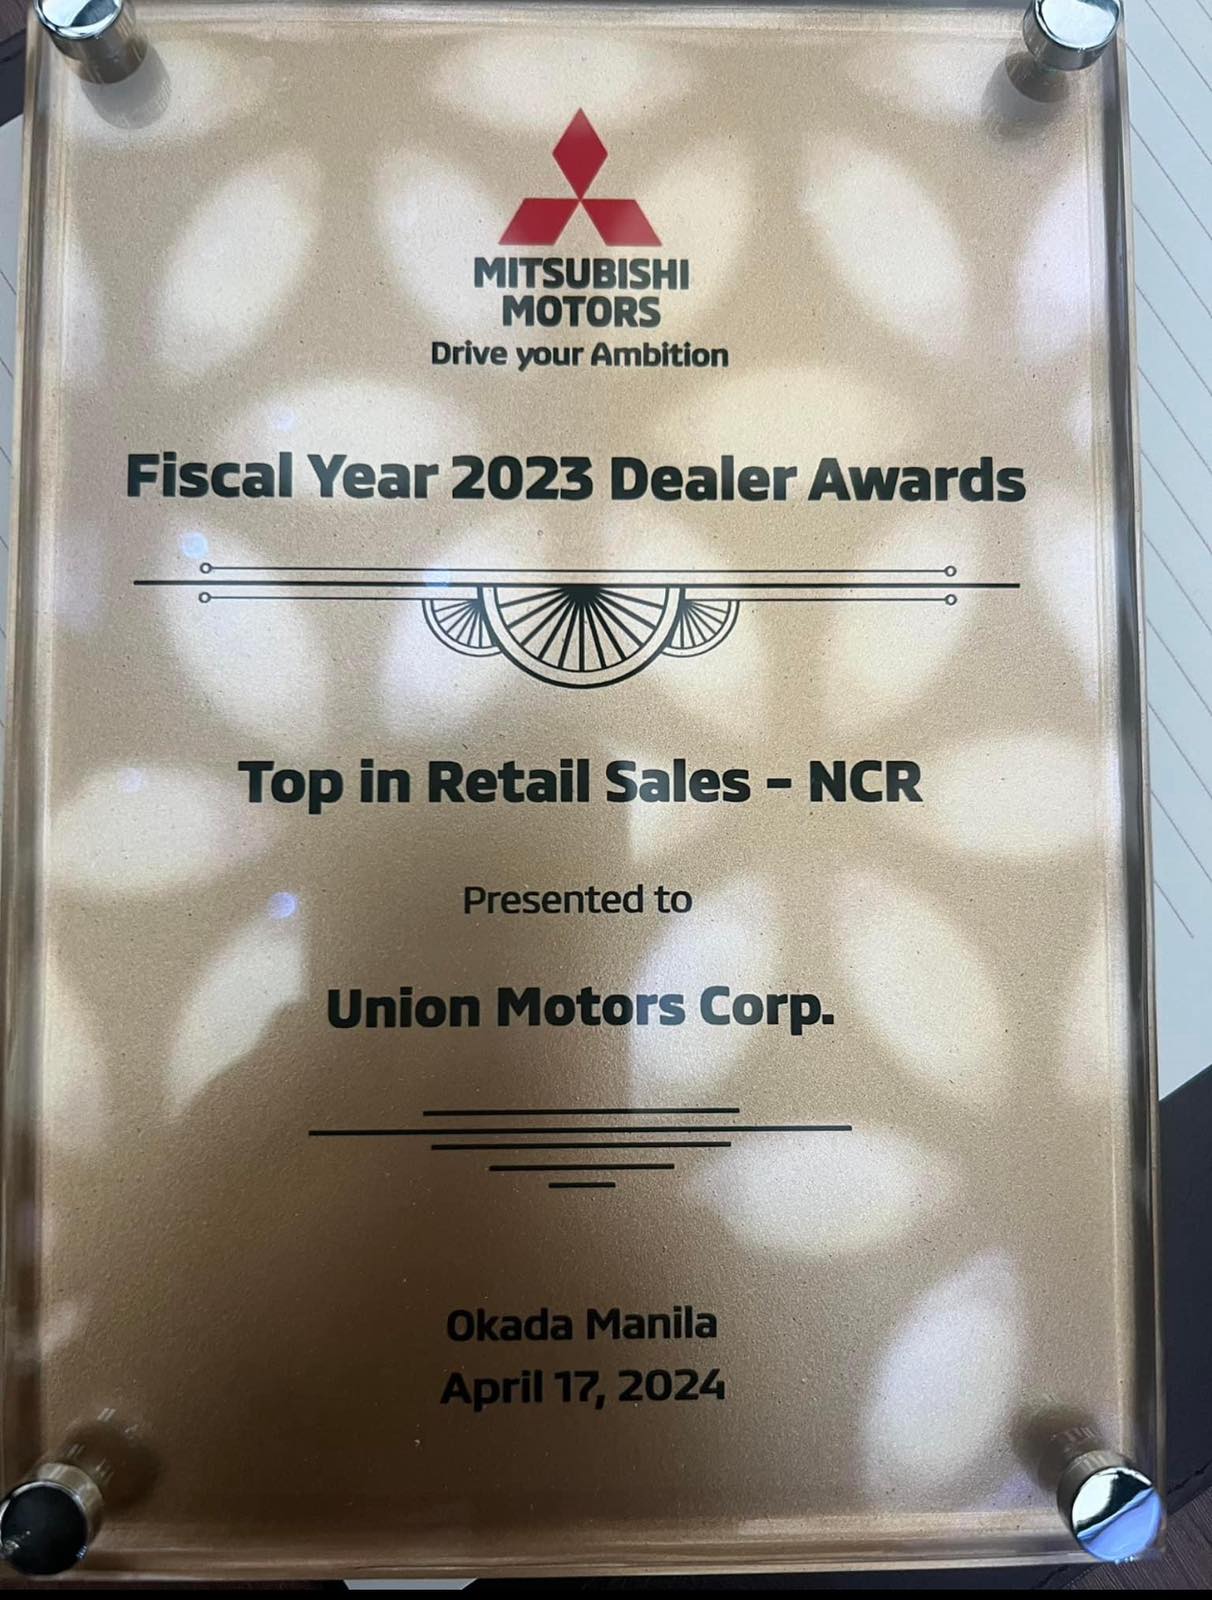 MITSUBISHI
MOTORS
Drive your Ambition
Fiscal Year 2023 Dealer Awards
Top in Retail Sales - NCR
Presented to
Union Motors Corp.
Okada Manila
April 17, 2024